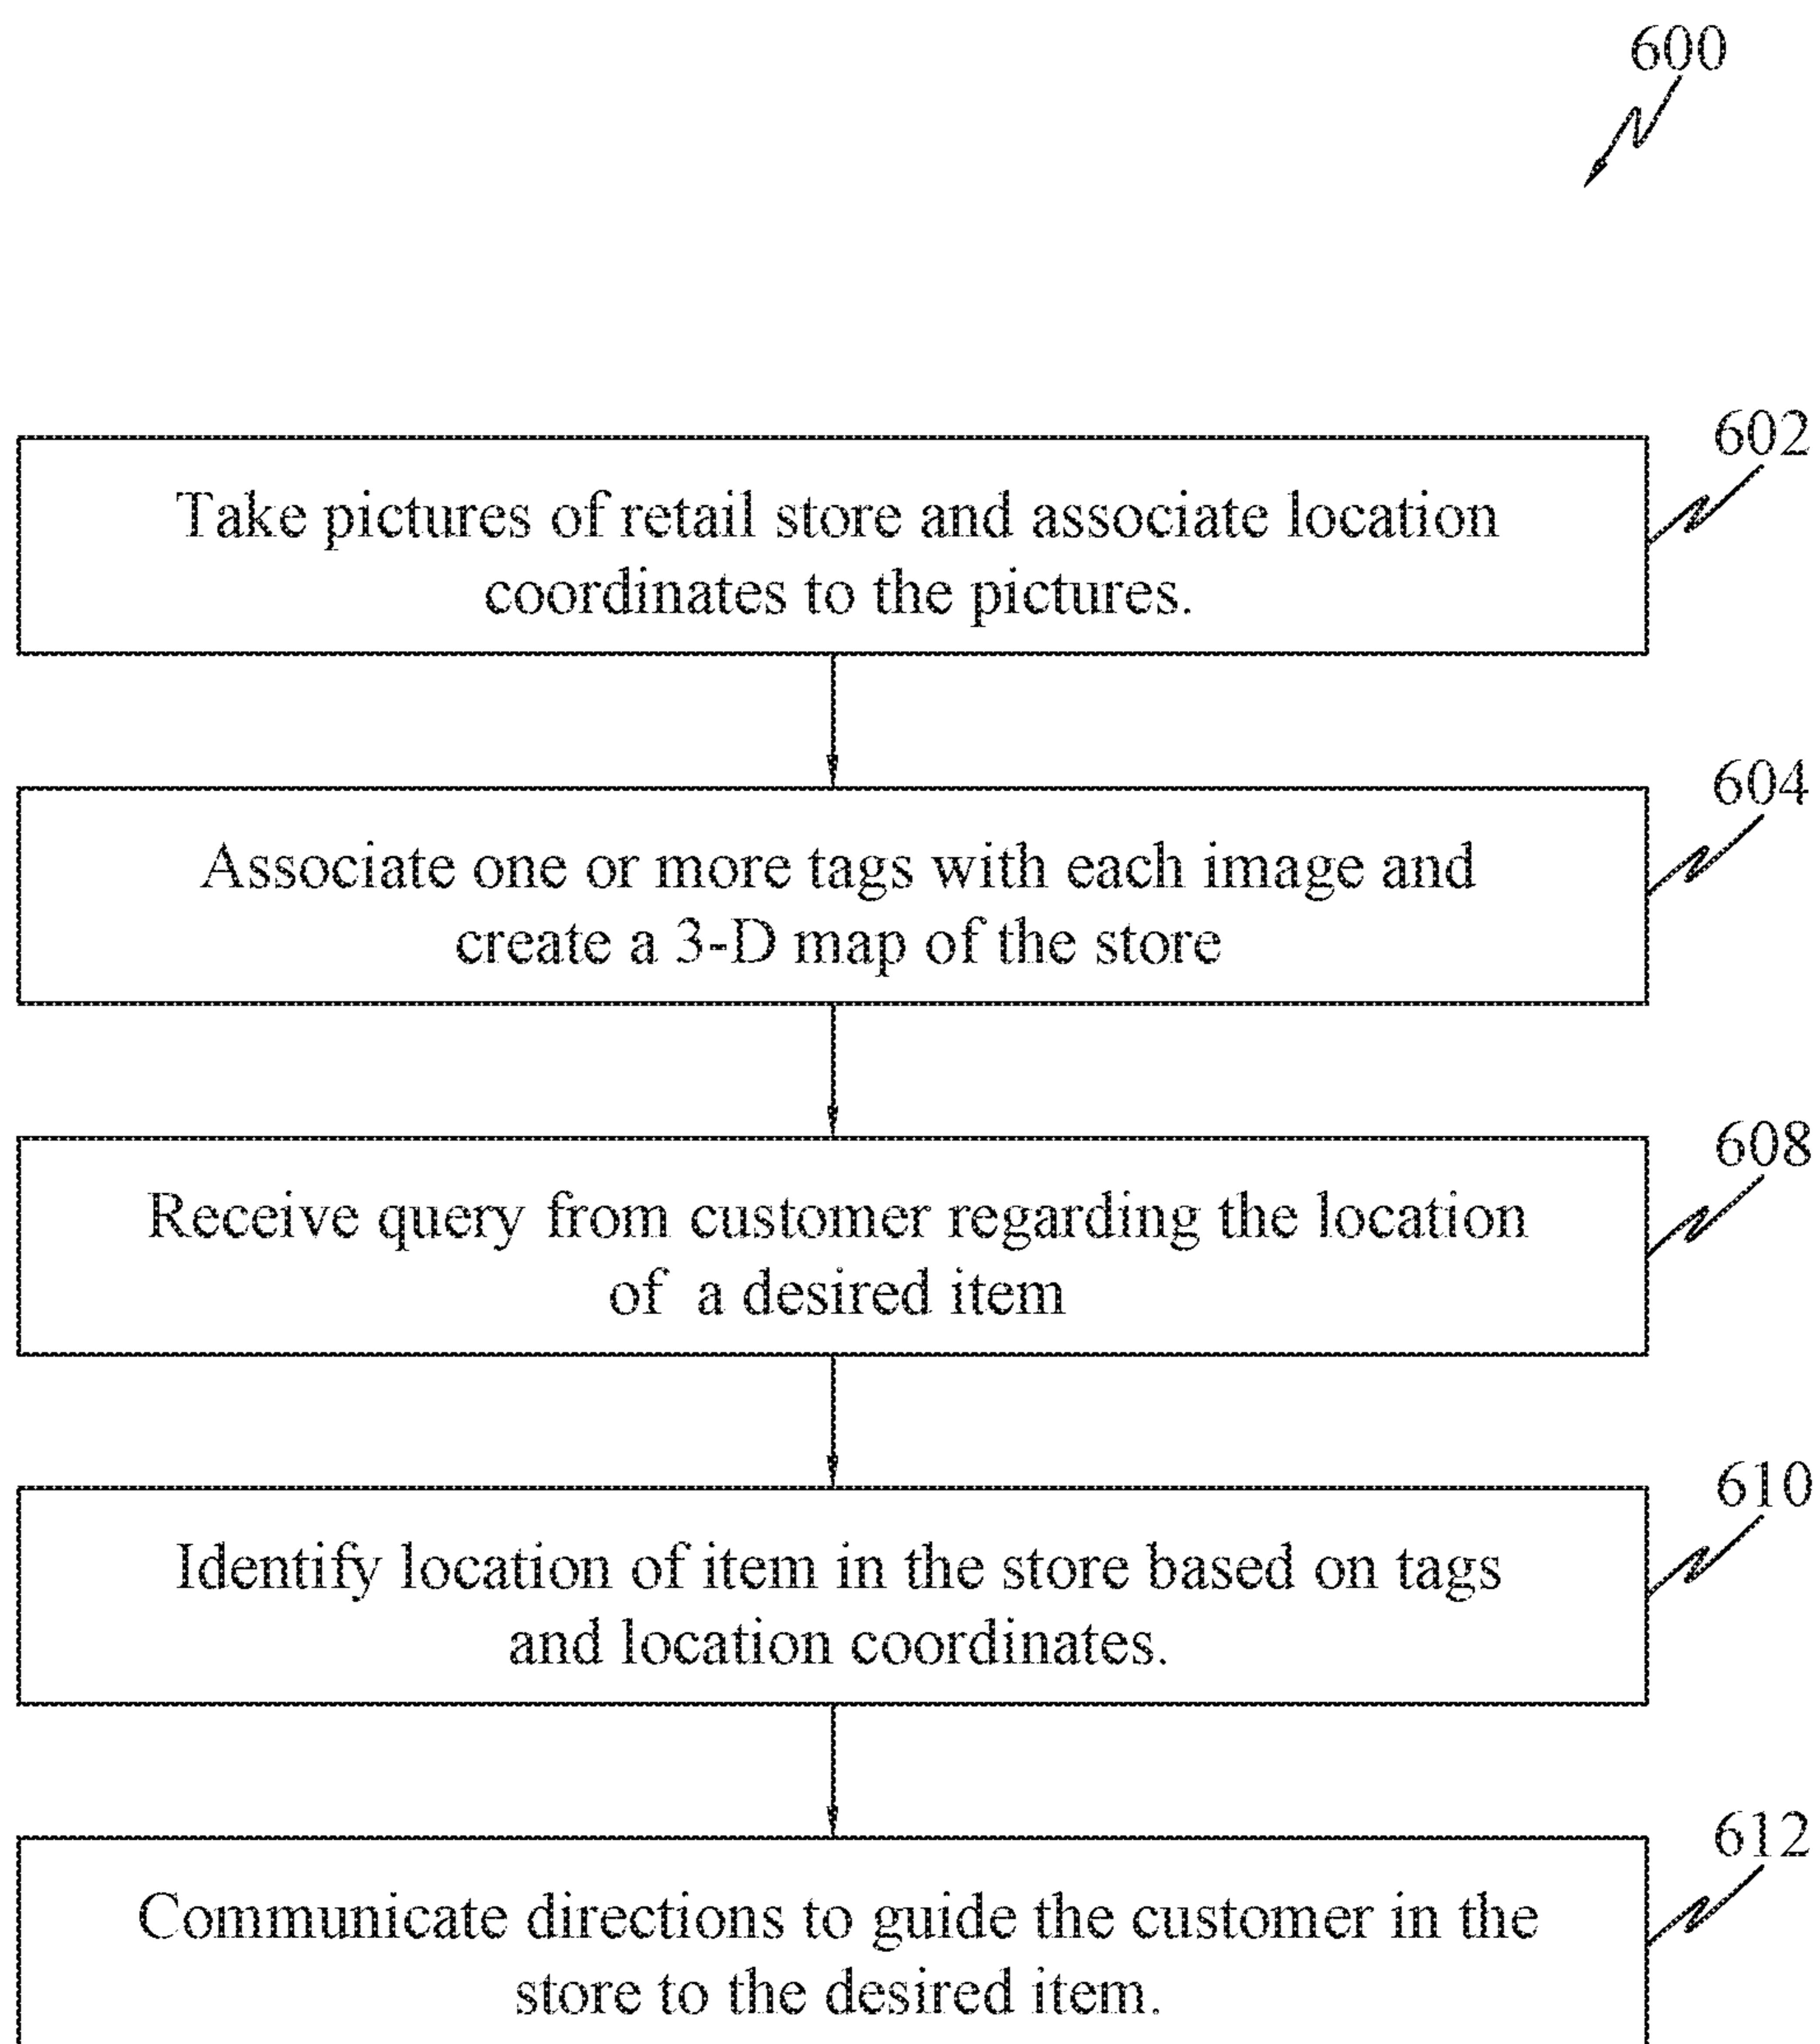 600
602
Take pictures of retail store and associate location
coordinates to the pictures.
604
Associate one or more tags with each image and
create a 3-D map of the store
608
Receive query from customer regarding the location
of a desired item
610
Identify location of item in the store based on tags
and location coordinates.
612
Communicate directions to guide the customer in the
store to the desired item.